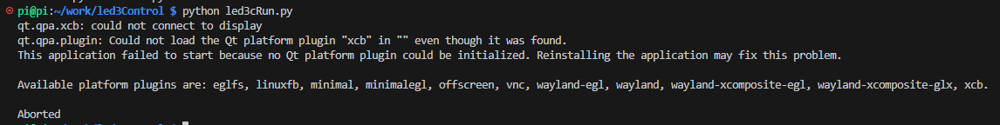 pi@pi:~/work/led3Control $ python led3cRun.py
qt.qpa.xcb: could not connect to display
qt.qpa.plugin: Could not load the Qt platform plugin "xcb" in "" even though it was found.
This application failed to start because no Qt platform plugin could be initialized. Reinstalling the application may fix this problem.
Available platform plugins are: eglfs, linuxfb, minimal, minimalegl, offscreen, vnc, wayland-egl, wayland, wayland-xcomposite-egl, wayland-xcomposite-glx, xcb.
Aborted